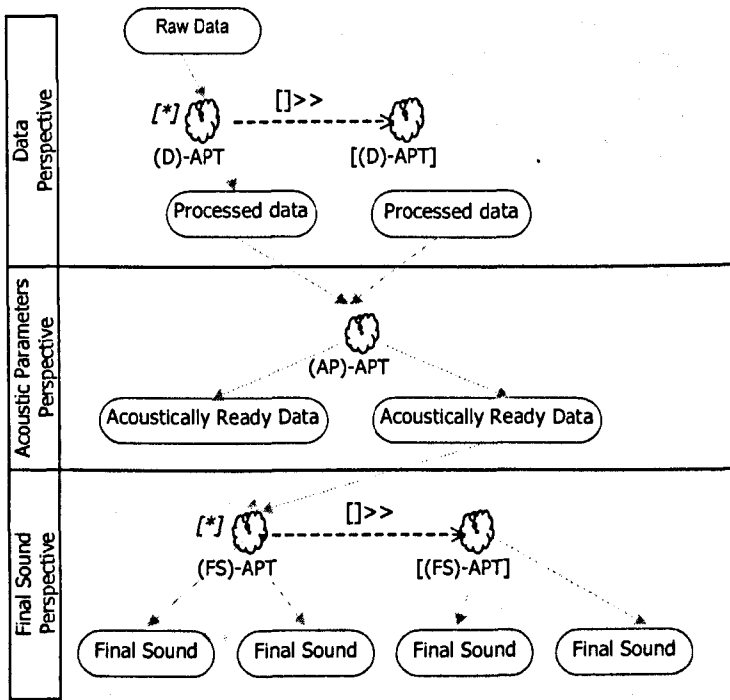 Data
Perspective
Raw Data
[*]
[]>>
(D)-APT
[(D)-APT]
Processed data
Processed data
Acoustic Parameters
Perspective
(AP)-APT
Acoustically Ready Data
Acoustically Ready Data
Final Sound
Perspective
[*]
[]>>
(FS)-APT
[(FS)-APT]
Final Sound
Final Sound
Final Sound
Final Sound